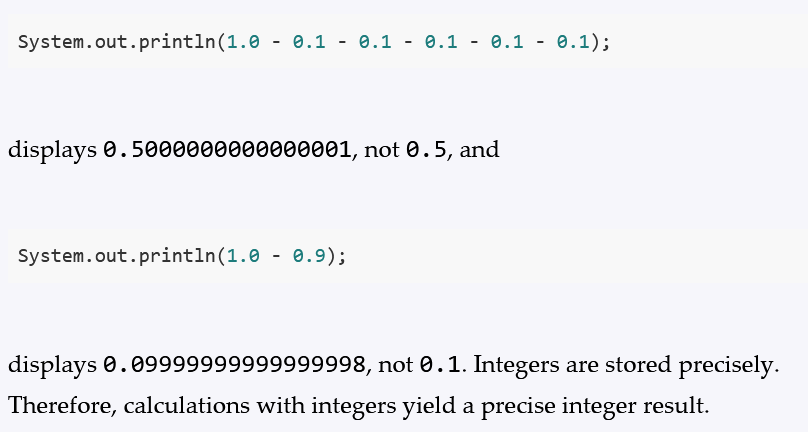 System.out.println(1.0 - 0.1 - 0.1 - 0.1 - 0.1 - 0.1);
displays 0.5000000000000001, not 0.5, and
System.out.println(1.0 - 0.9);
displays 0.09999999999999998, not 0.1. Integers are stored precisely.
Therefore, calculations with integers yield a precise integer result.